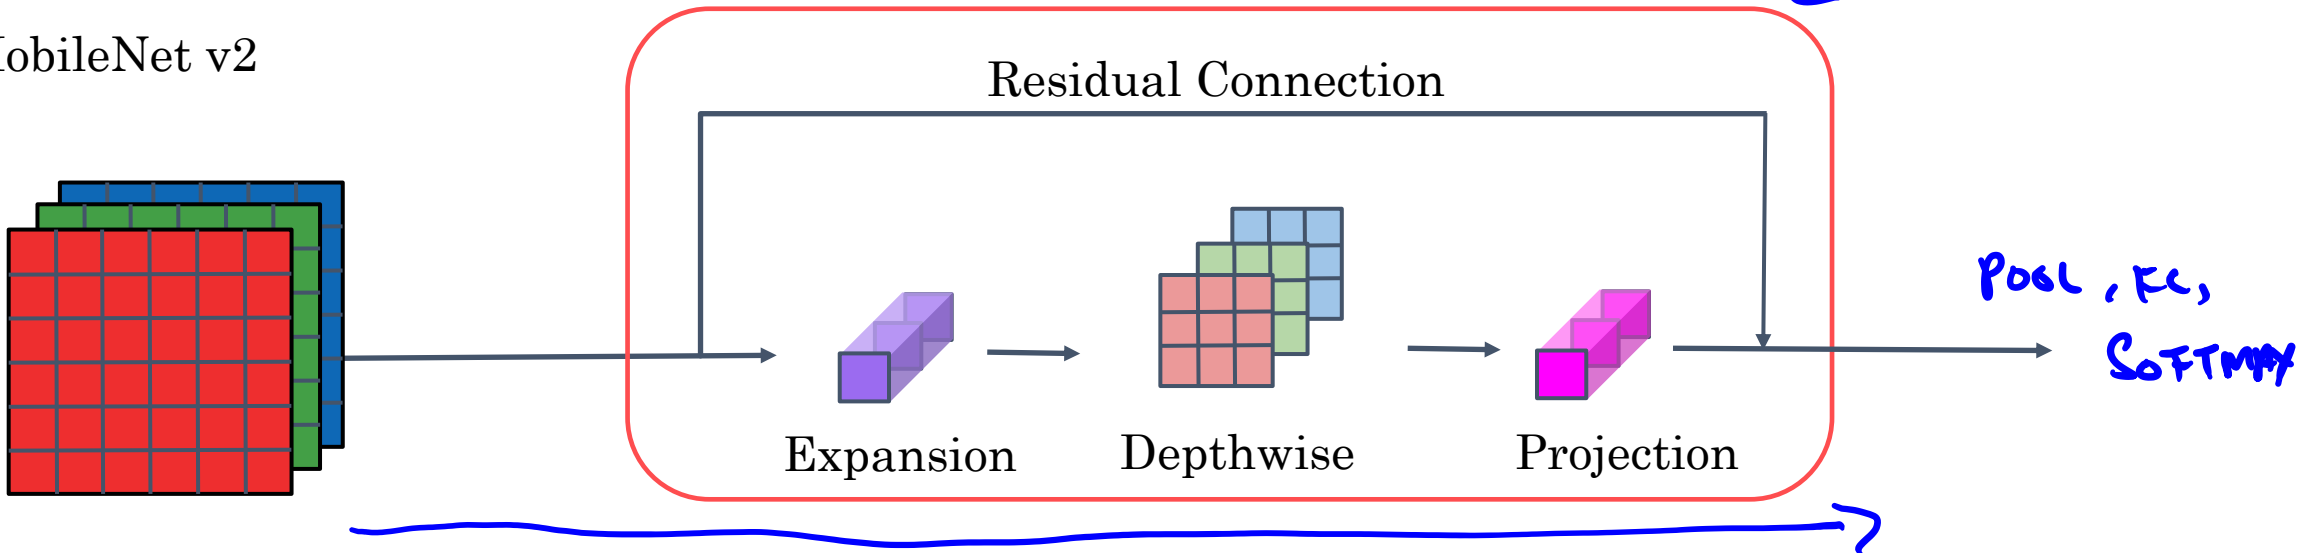 obileNet v2
Residual Connection
Expansion Depthwise Projection
POOL, FC,
SOFTMAX